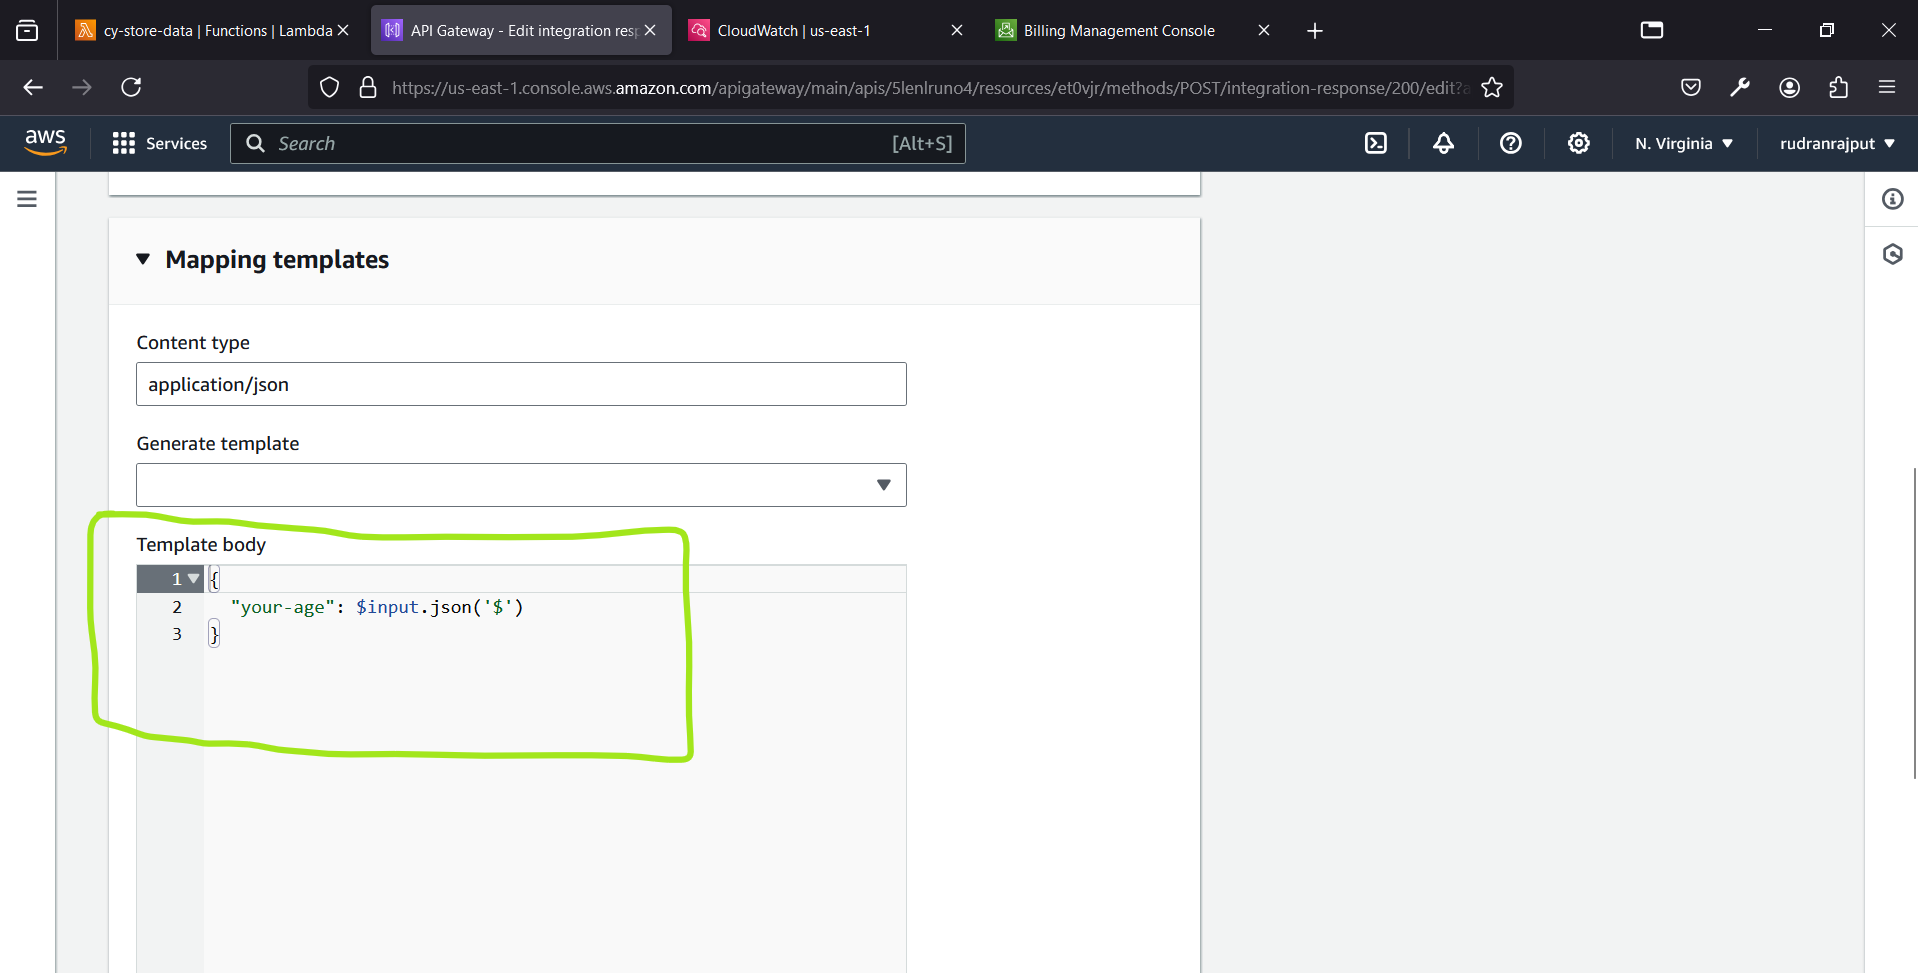 cy-store-data | Functions | Lambda
API Gateway - Edit integration resp
CloudWatch | us-east-1
Billing Management Console
https://us-east-1.console.aws.amazon.com/apigateway/main/apis/5lenlruno4/resources/et0vjr/methods/POST/integration-response/200/edit?a
aws
Services
Search
[Alt+S]
N. Virginia
rudranrajput
Mapping templates
Content type
application/json
Generate template
Template body
1 {
2 "your-age": $input.json('$')
3 }